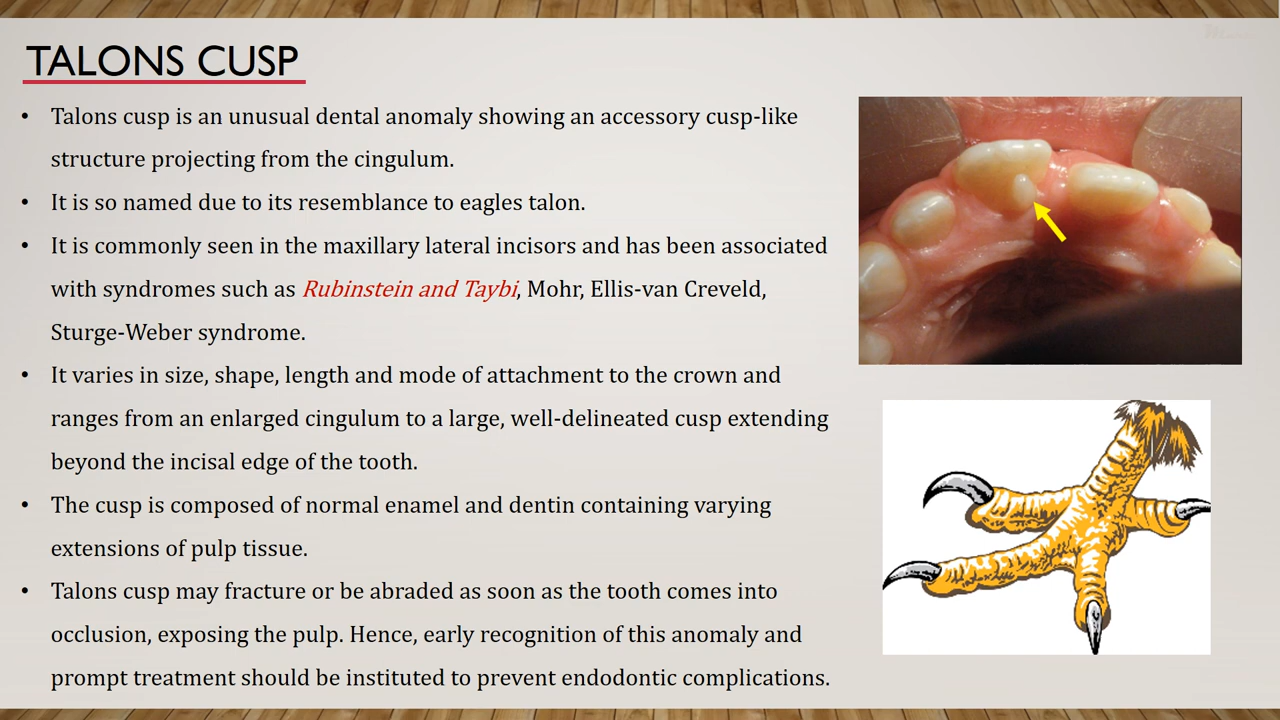 TALONS CUSP
• Talons cusp is an unusual dental anomaly showing an accessory cusp-like
structure projecting from the cingulum.
• It is so named due to its resemblance to eagles talon.
• It is commonly seen in the maxillary lateral incisors and has been associated
with syndromes such as Rubinstein and Taybi, Mohr, Ellis-van Creveld,
Sturge-Weber syndrome.
• It varies in size, shape, length and mode of attachment to the crown and
ranges from an enlarged cingulum to a large, well-delineated cusp extending
beyond the incisal edge of the tooth.
• The cusp is composed of normal enamel and dentin containing varying
extensions of pulp tissue.
• Talons cusp may fracture or be abraded as soon as the tooth comes into
occlusion, exposing the pulp. Hence, early recognition of this anomaly and
prompt treatment should be instituted to prevent endodontic complications.